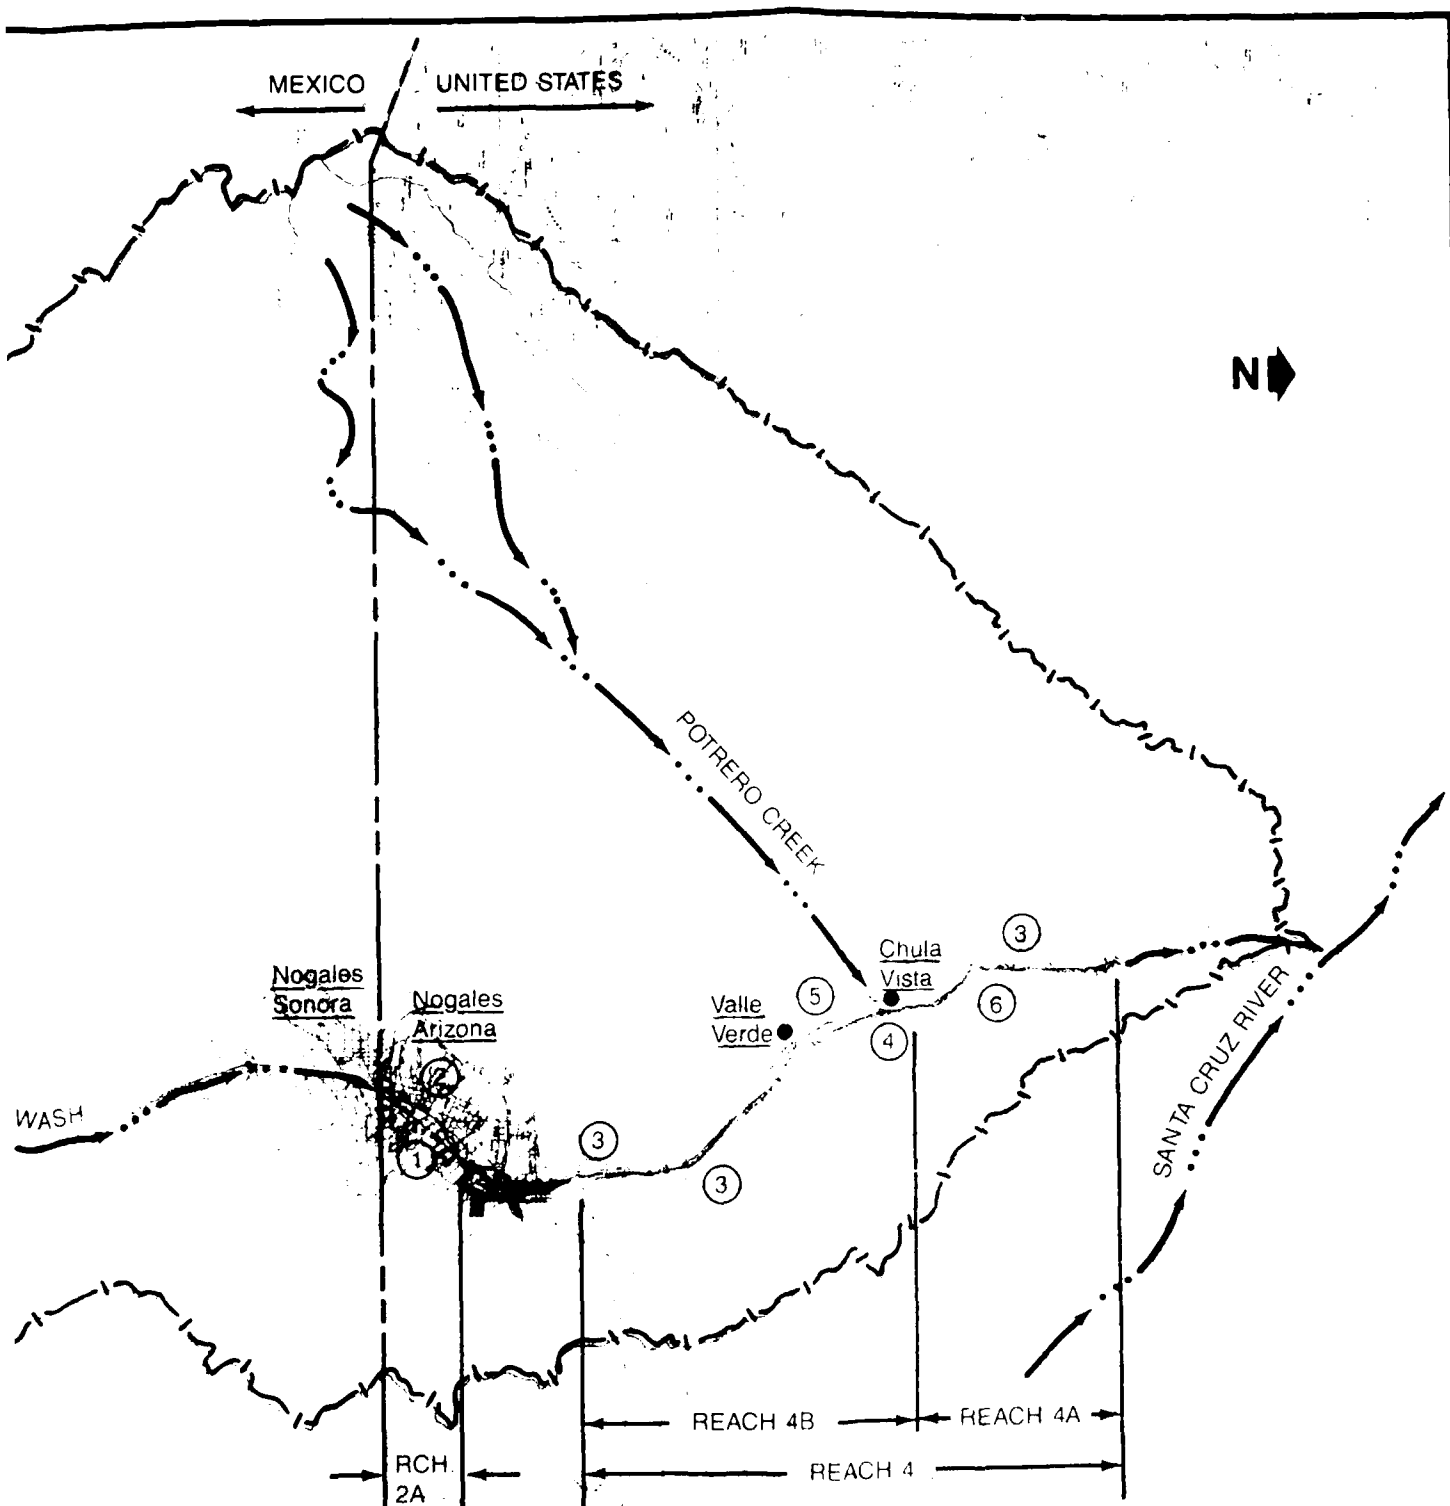 MEXICO
UNITED STATES
N
POTRERO CREEK
Nogales
Sonora
Nogales
Arizona
Valle
Verde
Chula
Vista
3
5
6
4
2
WASH
1
3
3
SANTA CRUZ RIVER
REACH 4B
REACH 4A
RCH
2A
REACH 4